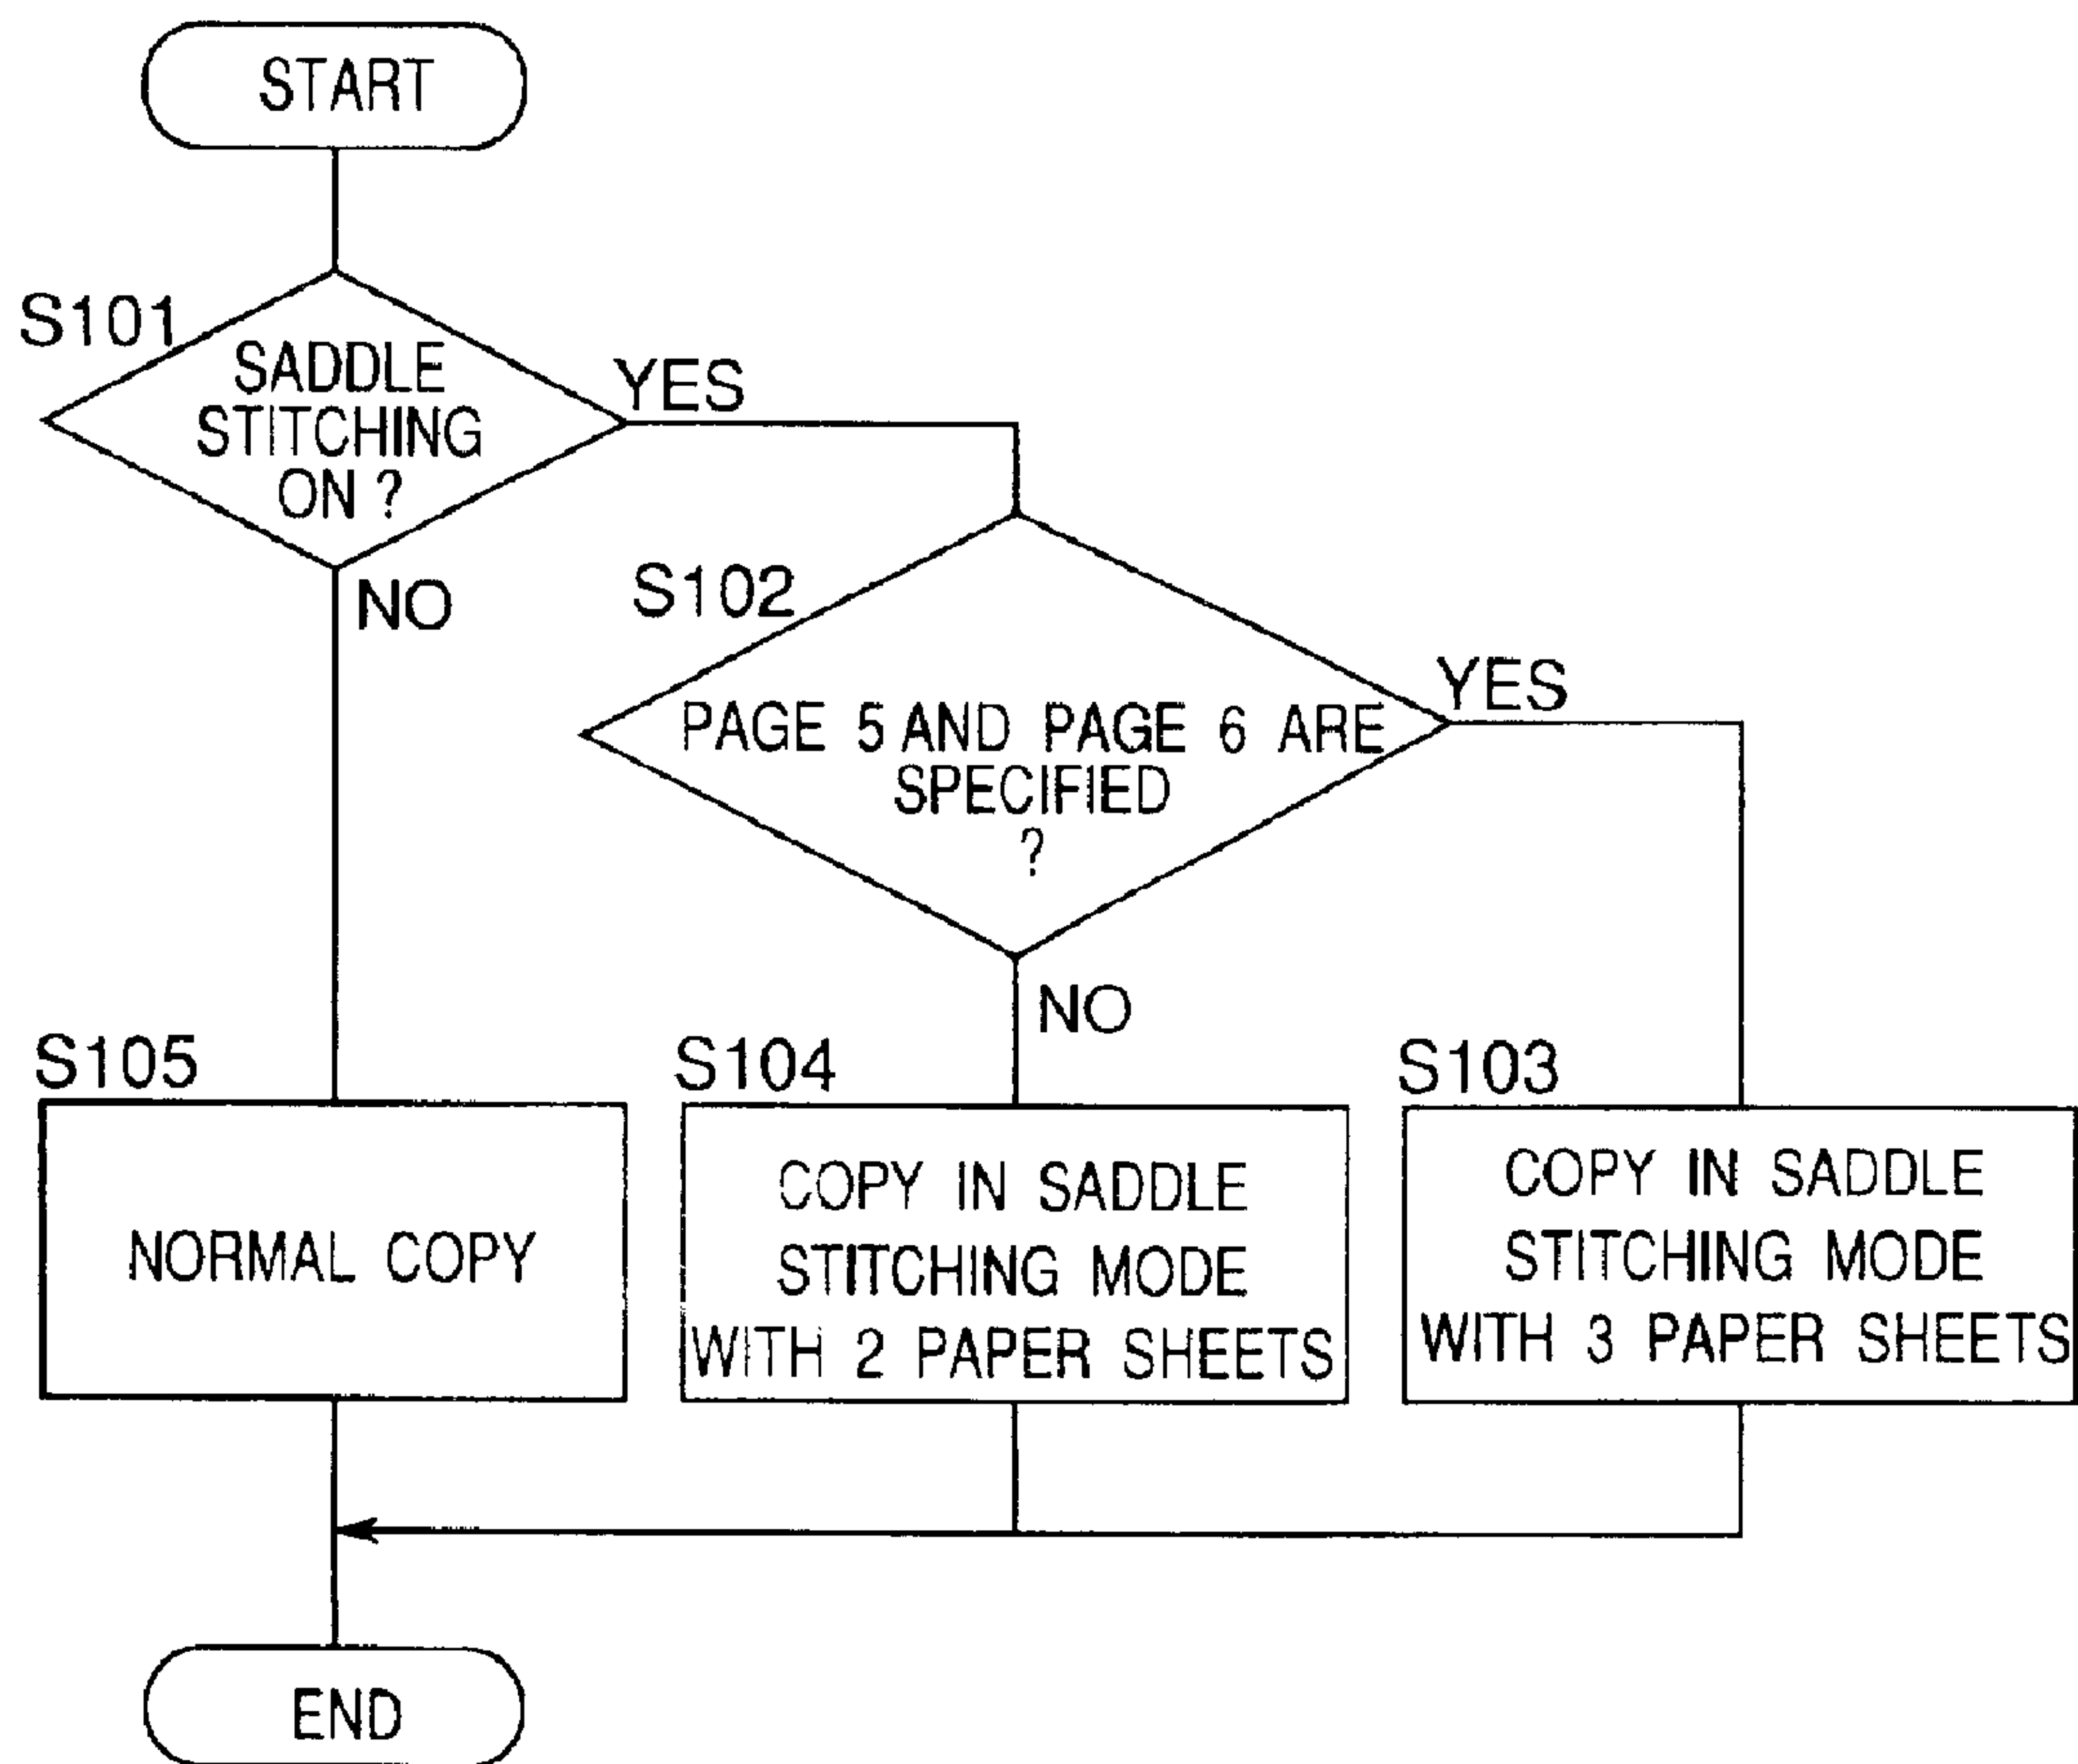 START
S101
SADDLE
STITCHING
ON ?
YES
NO
S102
PAGE 5 AND PAGE 6 ARE
SPECIFIED
?
YES
NO
S105
NORMAL COPY
S104
COPY IN SADDLE
STITCHING MODE
WITH 2 PAPER SHEETS
S103
COPY IN SADDLE
STITCHING MODE
WITH 3 PAPER SHEETS
END